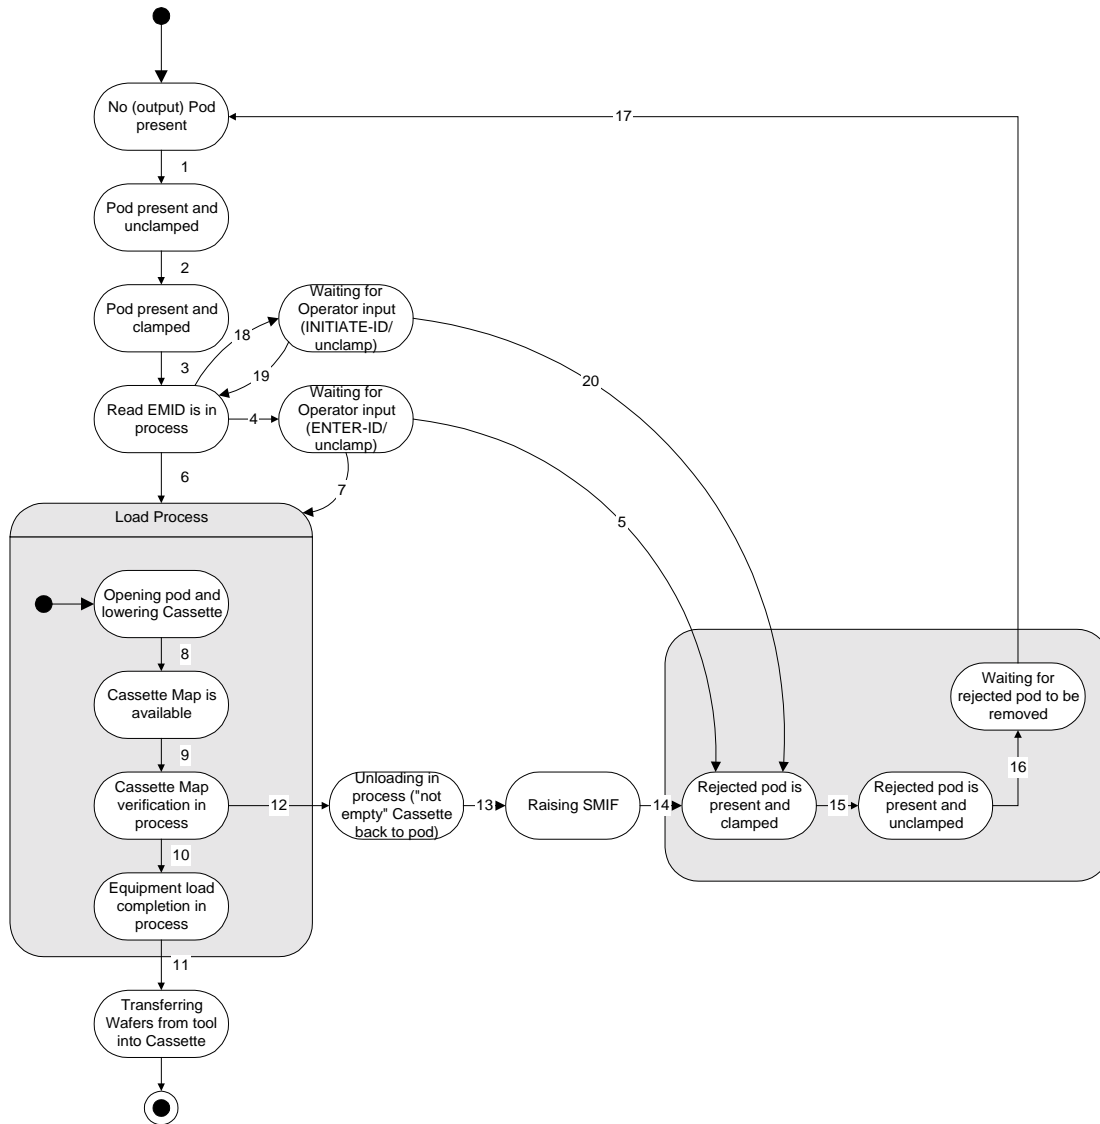 No (output) Pod
present
17
1
Pod present and
unclamped
2
Pod present and
clamped
Waiting for
Operator input
(INITIATE-ID/
unclamp)
18
3
19
20
Read EMID is in
process
4
Waiting for
Operator input
(ENTER-ID/
unclamp)
6
7
5
Load Process
Opening pod and
lowering Cassette
8
Cassette Map is
available
9
Cassette Map
verification in
process
12
Unloading in
process ("not
empty" Cassette
back to pod)
13
Raising SMIF
14
Rejected pod is
present and
clamped
15
Rejected pod is
present and
unclamped
16
Waiting for
rejected pod to be
removed
10
Equipment load
completion in
process
11
Transferring
Wafers from tool
into Cassette